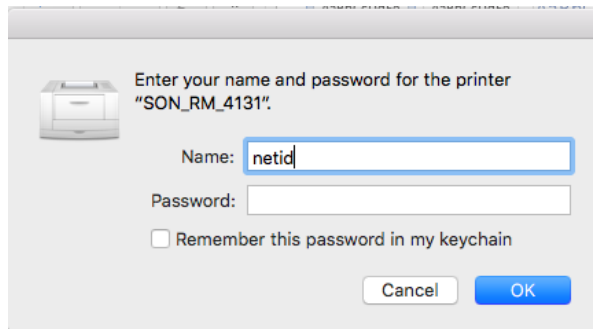 Enter your name and password for the printer
“SON_RM_4131”.
Name: netid
Password:
Remember this password in my keychain
Cancel OK